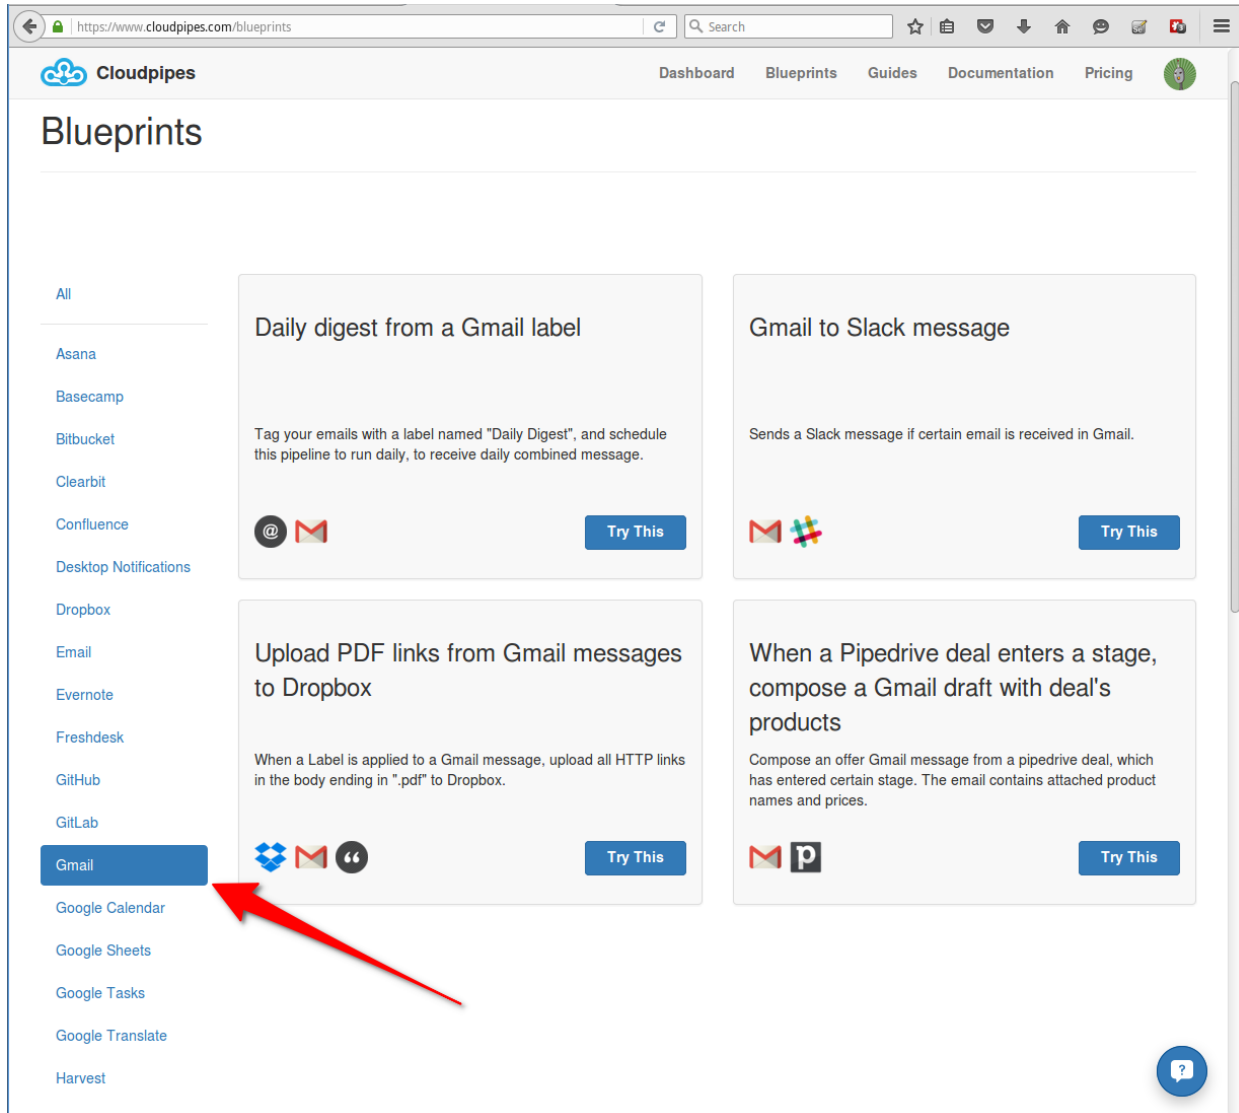 https://www.cloudpipes.com/blueprints
Search
Cloudpipes
Dashboard
Blueprints
Guides
Documentation
Pricing
Blueprints
All
Asana
Basecamp
Bitbucket
Clearbit
Confluence
Desktop Notifications
Dropbox
Email
Evernote
Freshdesk
GitHub
GitLab
Gmail
Google Calendar
Google Sheets
Google Tasks
Google Translate
Harvest
Daily digest from a Gmail label
Tag your emails with a label named "Daily Digest", and schedule
this pipeline to run daily, to receive daily combined message.
@
Try This
Gmail to Slack message
Sends a Slack message if certain email is received in Gmail.
Try This
Upload PDF links from Gmail messages
to Dropbox
When a Label is applied to a Gmail message, upload all HTTP links
in the body ending in ".pdf" to Dropbox.
Try This
When a Pipedrive deal enters a stage,
compose a Gmail draft with deal's
products
Compose an offer Gmail message from a pipedrive deal, which
has entered certain stage. The email contains attached product
names and prices.
p
Try This
?